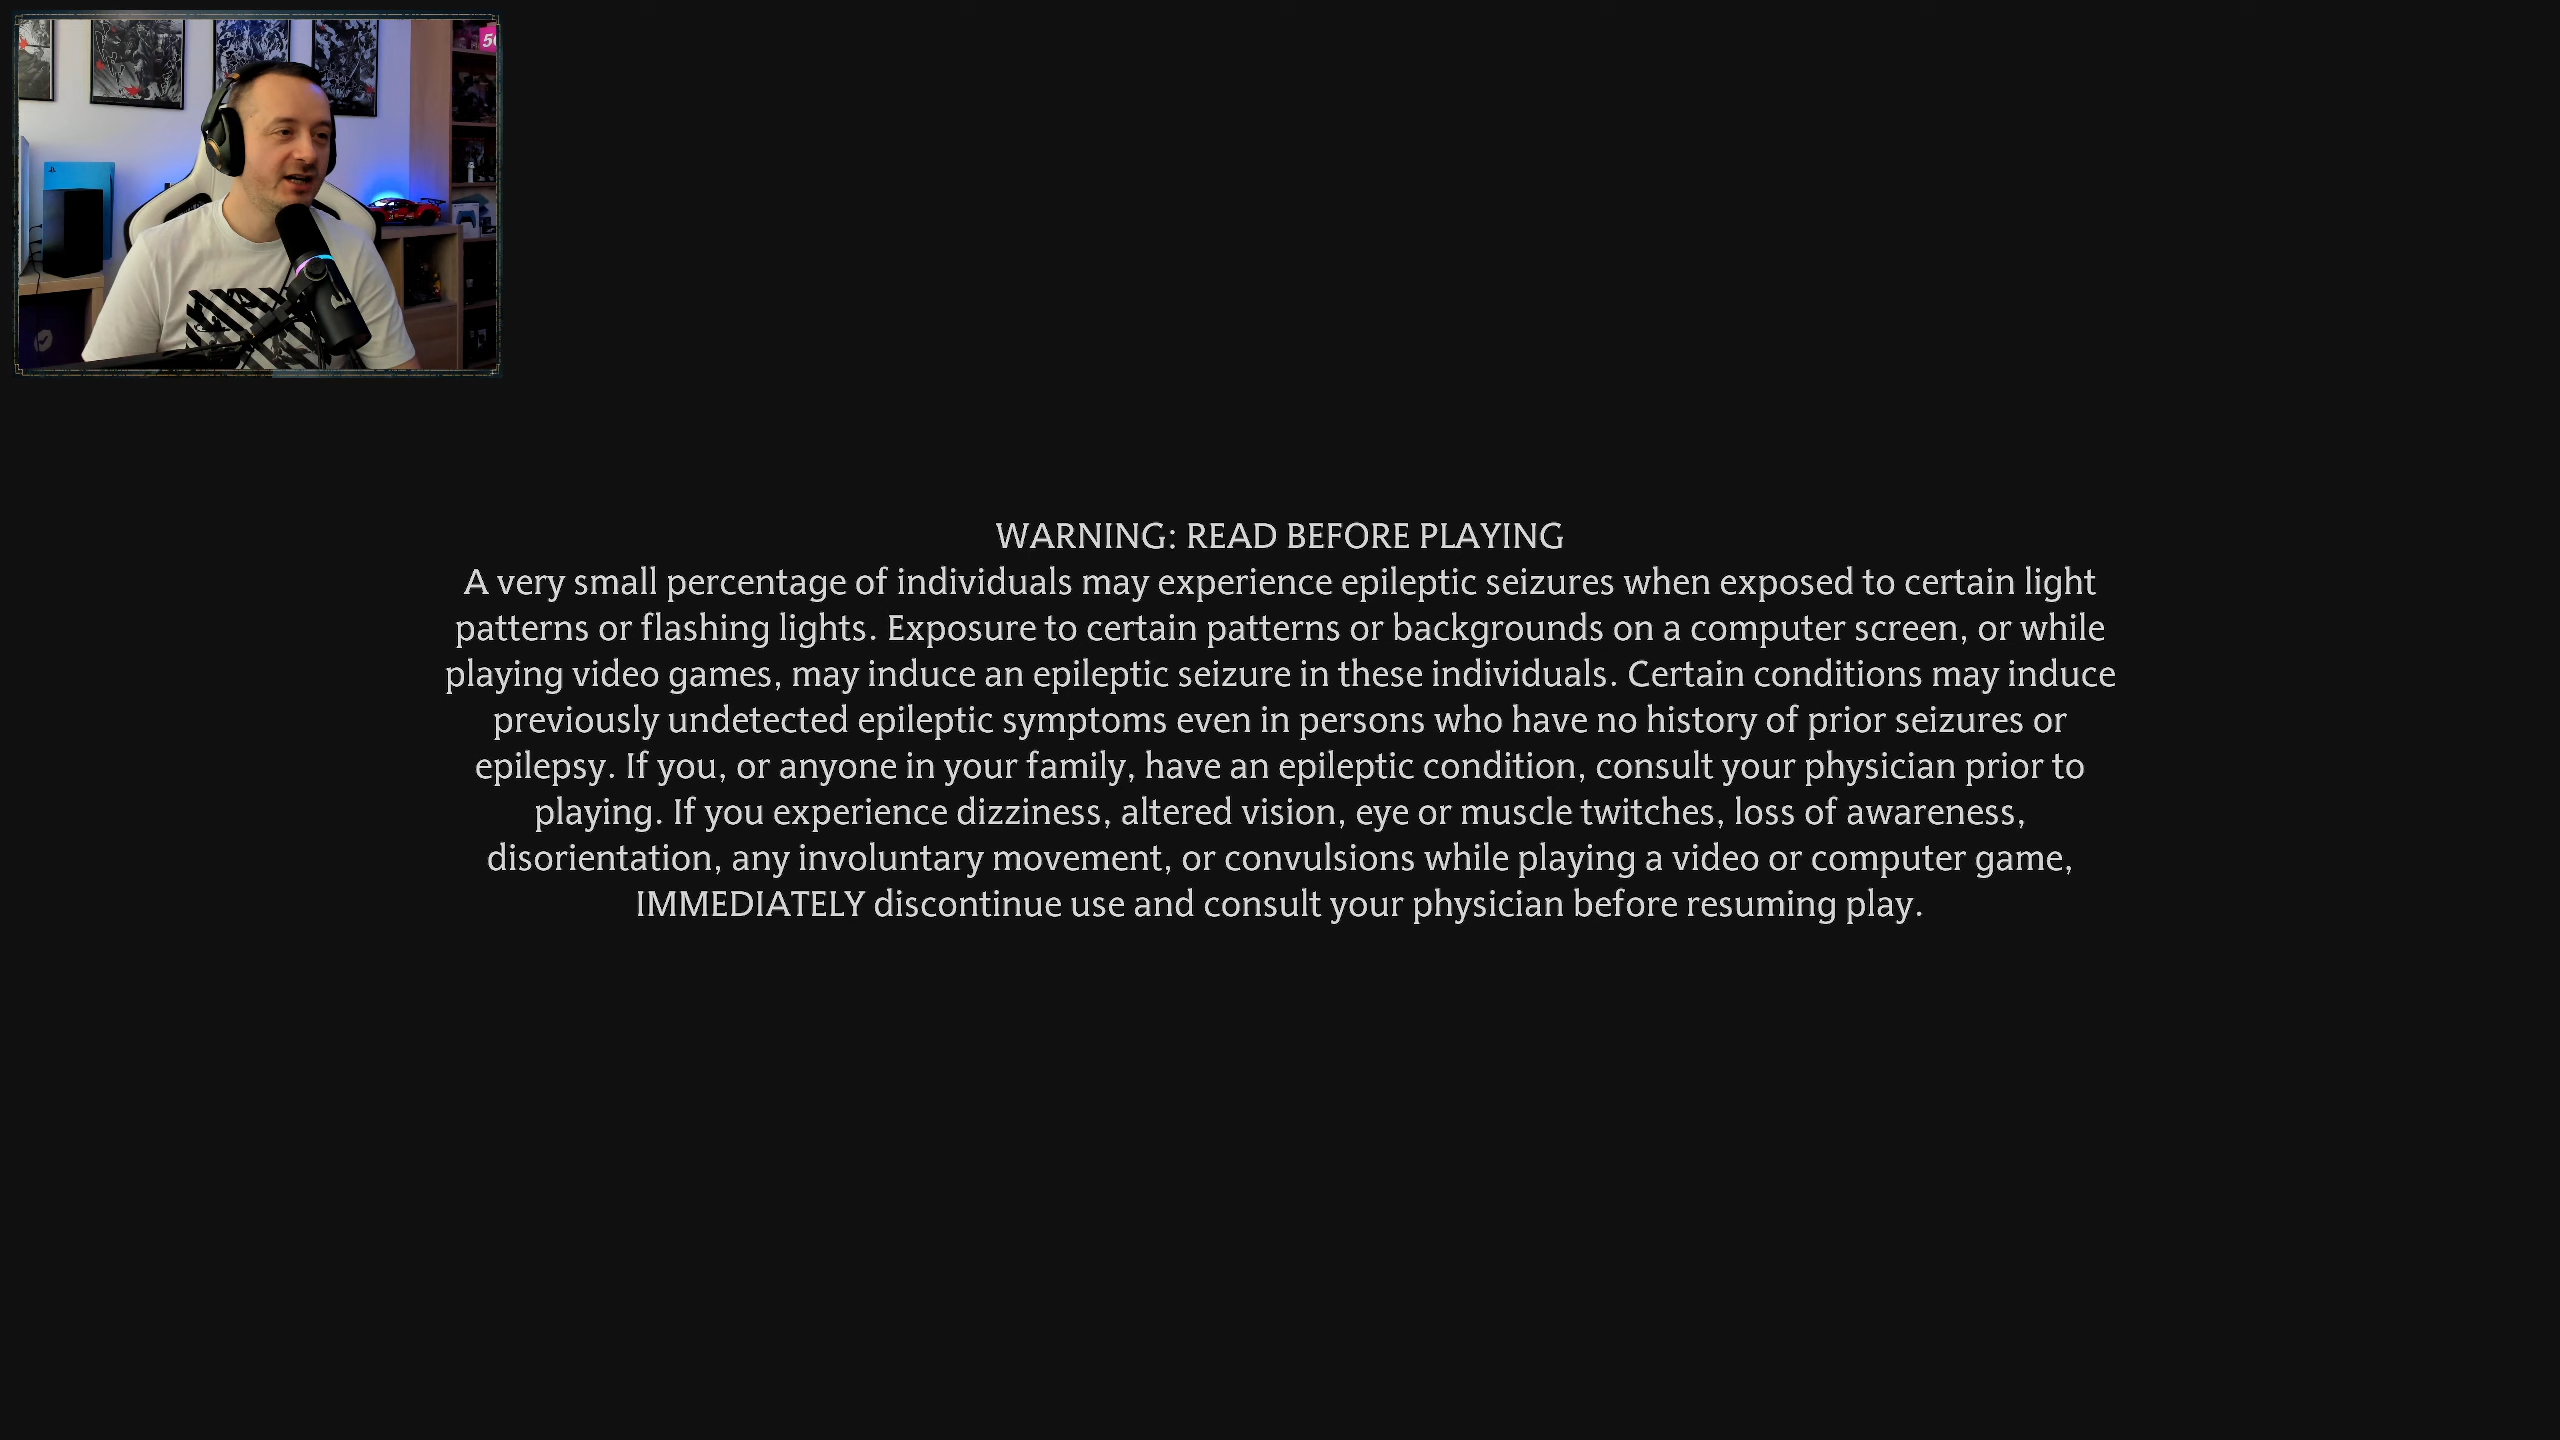 WARNING: READ BEFORE PLAYING
A very small percentage of individuals may experience epileptic seizures when exposed to certain light
patterns or flashing lights. Exposure to certain patterns or backgrounds on a computer screen, or while
playing video games, may induce an epileptic seizure in these individuals. Certain conditions may induce
previously undetected epileptic symptoms even in persons who have no history of prior seizures or
epilepsy. If you, or anyone in your family, have an epileptic condition, consult your physician prior to
playing. If you experience dizziness, altered vision, eye or muscle twitches, loss of awareness,
disorientation, any involuntary movement, or convulsions while playing a video or computer game,
IMMEDIATELY discontinue use and consult your physician before resuming play.